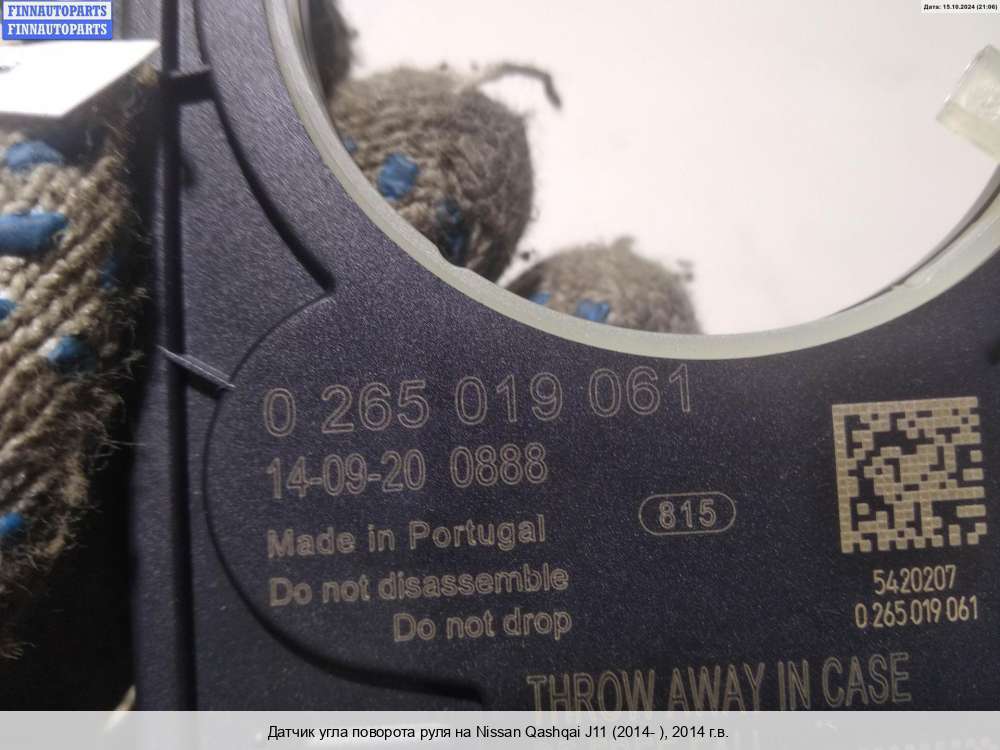 FINNAUTOPARTS
FINNAUTOPARTS
Дата: 15.10.2024 (21:06)
0 265 019 061
14-09-20 0888
815
Made in Portugal
Do not disassemble
Do not drop
5420207
0 265 019 061
THROW AWAY IN CASE
Датчик угла поворота руля на Nissan Qashqai J11 (2014- ), 2014 г.в.